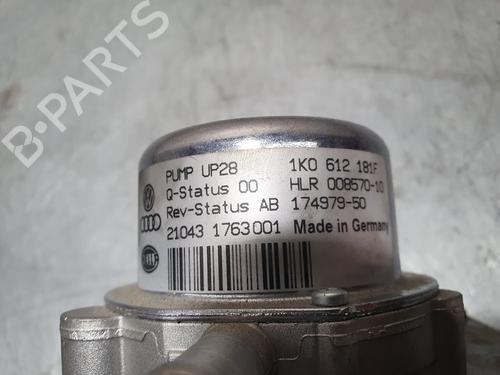 B-PARTS
PUMP UP28 1K0 612 181F
Q-Status 00 HLR 008570-10
Rev-Status AB 174979-50
21043 1763001 Made in Germany